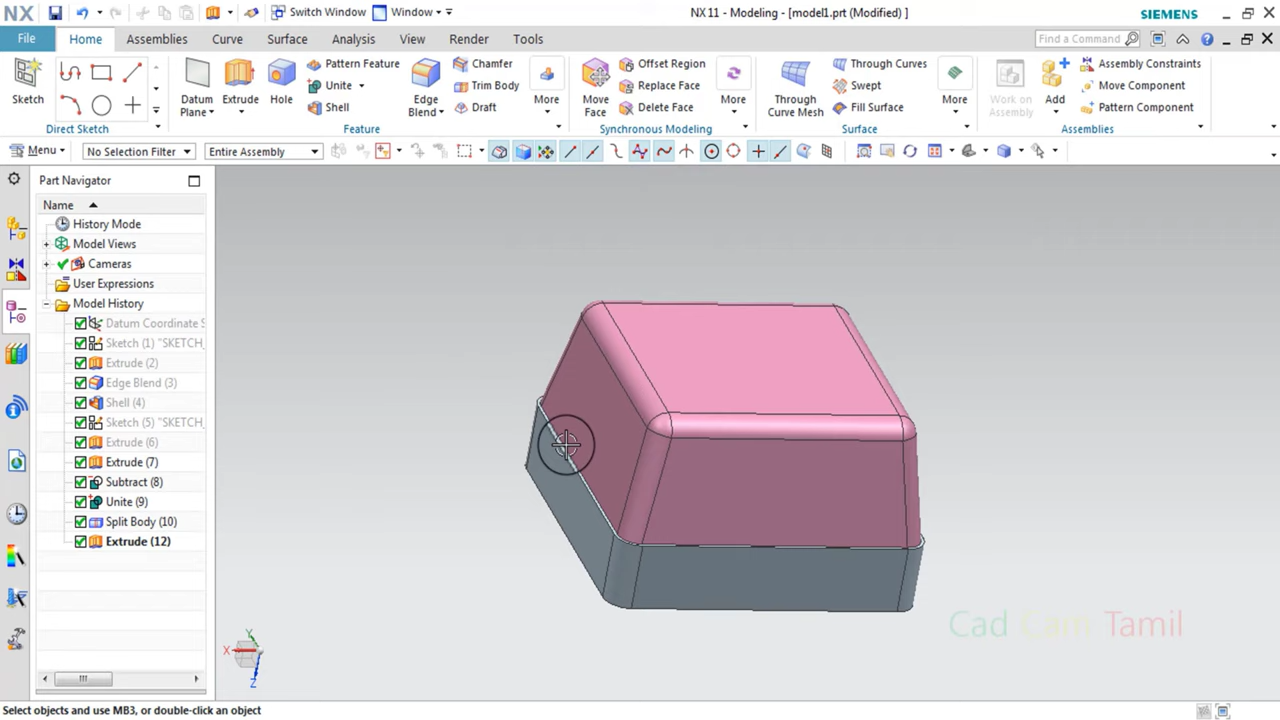 NX
Switch Window
Window
NX 11 - Modeling - [model1.prt (Modified) ]
SIEMENS
File
Home
Assemblies
Curve
Surface
Analysis
View
Render
Tools
Find a Command
Sketch
Direct Sketch
Datum Plane
Extrude
Hole
Pattern Feature
Unite
Shell
Edge Blend
Chamfer
Trim Body
Draft
More
Feature
Move Face
Offset Region
Replace Face
Delete Face
More
Synchronous Modeling
Through Curve Mesh
Through Curves
Swept
Fill Surface
More
Surface
Work on Assembly
Add
Assembly Constraints
Move Component
Pattern Component
Assemblies
Menu
No Selection Filter
Entire Assembly
Part Navigator
Name
History Mode
Model Views
Cameras
User Expressions
Model History
Datum Coordinate S
Sketch (1) "SKETCH_
Extrude (2)
Edge Blend (3)
Shell (4)
Sketch (5) "SKETCH_
Extrude (6)
Extrude (7)
Subtract (8)
Unite (9)
Split Body (10)
Extrude (12)
Cad Cam Tamil
Y
X
Z
Select objects and use MB3, or double-click an object